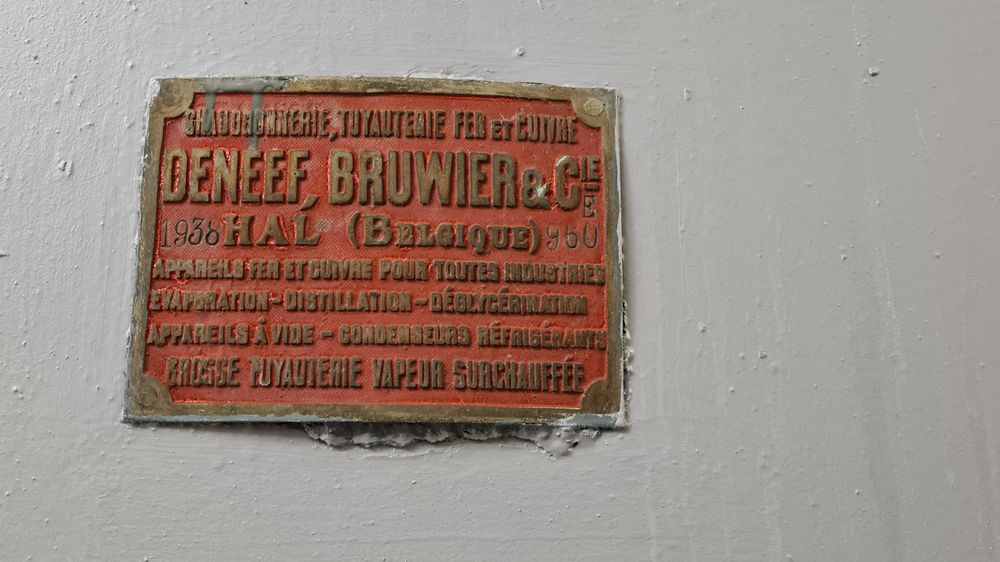 CHAUDRONNERIE, TUYAUTERIE FER ET CUIVRE
DENEEF, BRUWIER & CIE
1938 HAL (BELGIQUE) 960
APPAREILS FER ET CUIVRE POUR TOUTES INDUSTRIES
EVAPORATION - DISTILLATION - DÉGLYCÉRINATION
APPAREILS À VIDE - CONDENSEURS RÉFRIGÉRANTS
GROSSE TUYAUTERIE VAPEUR SURCHAUFFÉE